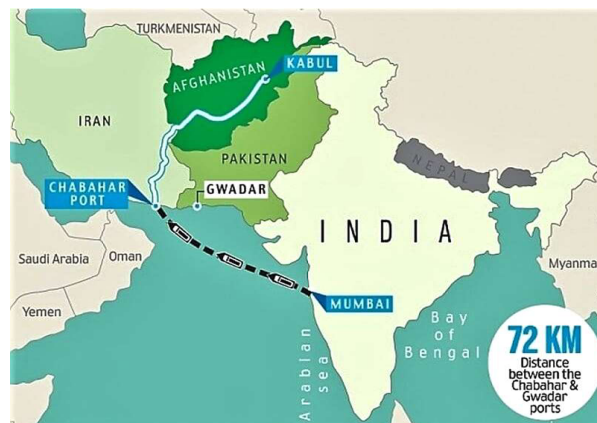 TURKMENISTAN
AFGHANISTAN
KABUL
IRAN
PAKISTAN
NEPAL
CHABAHAR
PORT
GWADAR
INDIA
Saudi Arabia
Oman
Myanma
Yemen
MUMBAI
Arabian
sea
Bay
of
Bengal
72 KM
Distance
between the
Chabahar &
Gwadar
ports